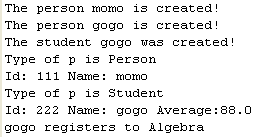 The person momo is created!
The person gogo is created!
The student gogo was created!
Type of p is Person
Id: 111 Name: momo
Type of p is Student
Id: 222 Name: gogo Average:88.0
gogo registers to Algebra